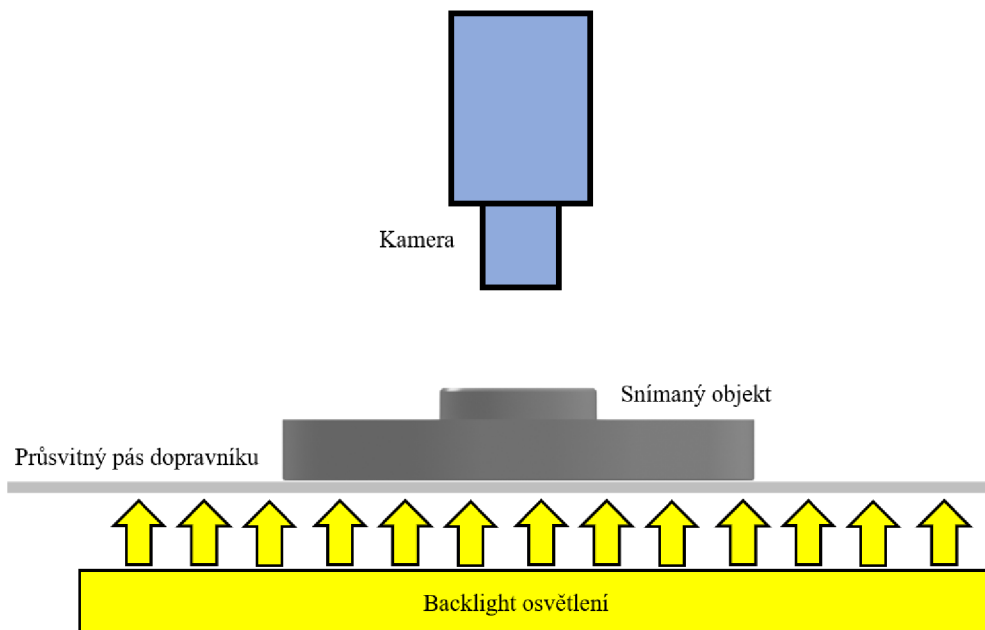 Kamera
Snímaný objekt
Průsvitný pás dopravníku
Backlight osvětlení